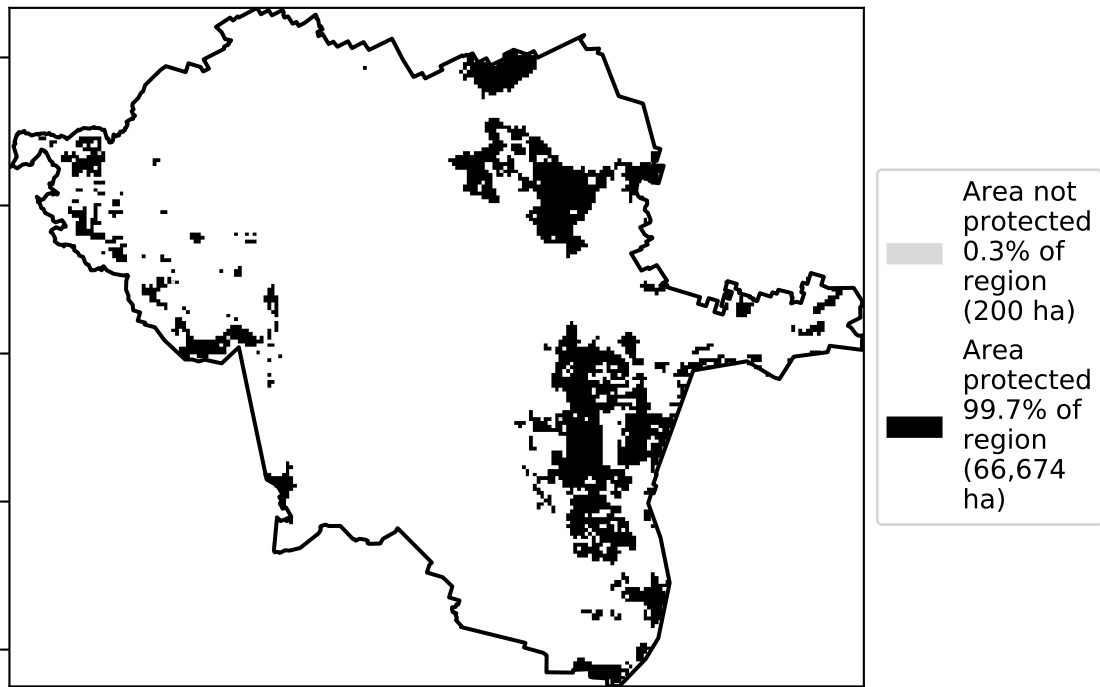 Area not
protected
0.3% of
region
(200 ha)
Area
protected
99.7% of
region
(66,674
ha)